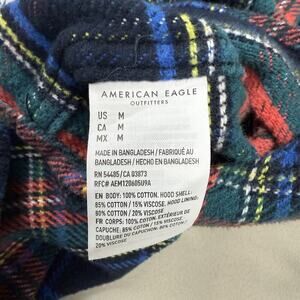 AMERICAN EAGLE
OUTFITTERS
US M
CA M
MX M
MADE IN BANGLADESH / FABRIQUÉ AU
BANGLADESH / HECHO EN BANGLADESH
RN 54485/CA 03873
RFC# AEM120605U9A
EN BODY: 100% COTTON. HOOD SHELL:
85% COTTON / 15% VISCOSE. HOOD LINING:
80% COTTON / 20% VISCOSE
FR CORPS: 100% COTON. EXTÉRIEUR DE
CAPUCHE: 85% COTON / 15% VISCOSE.
DOUBLURE DU CAPUCHON: 80% COTON /
20% VISCOSE